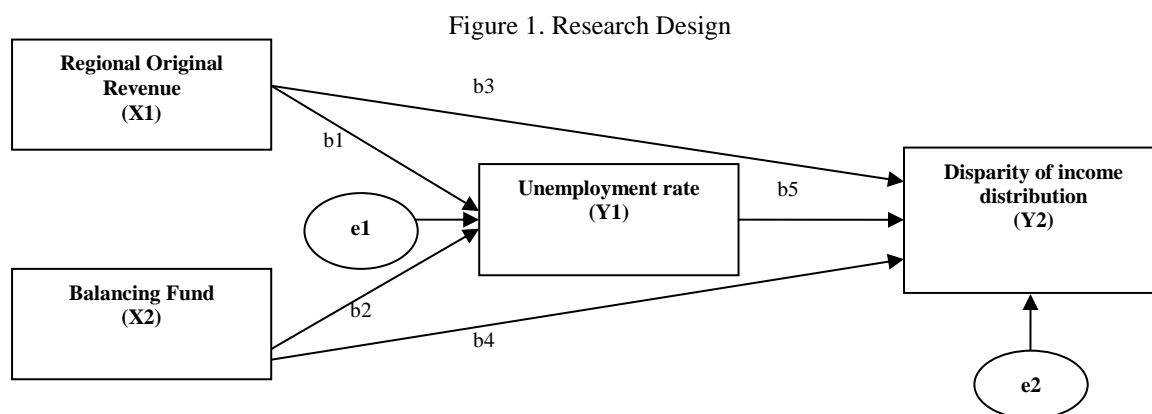 Figure 1. Research Design
Regional Original
Revenue
(X1)
b3
b1
Unemployment rate
(Y1)
b5
Disparity of income
distribution
(Y2)
e1
Balancing Fund
(X2)
b2
b4
e2